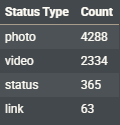 Status Type Count
photo 4288
video 2334
status 365
link 63